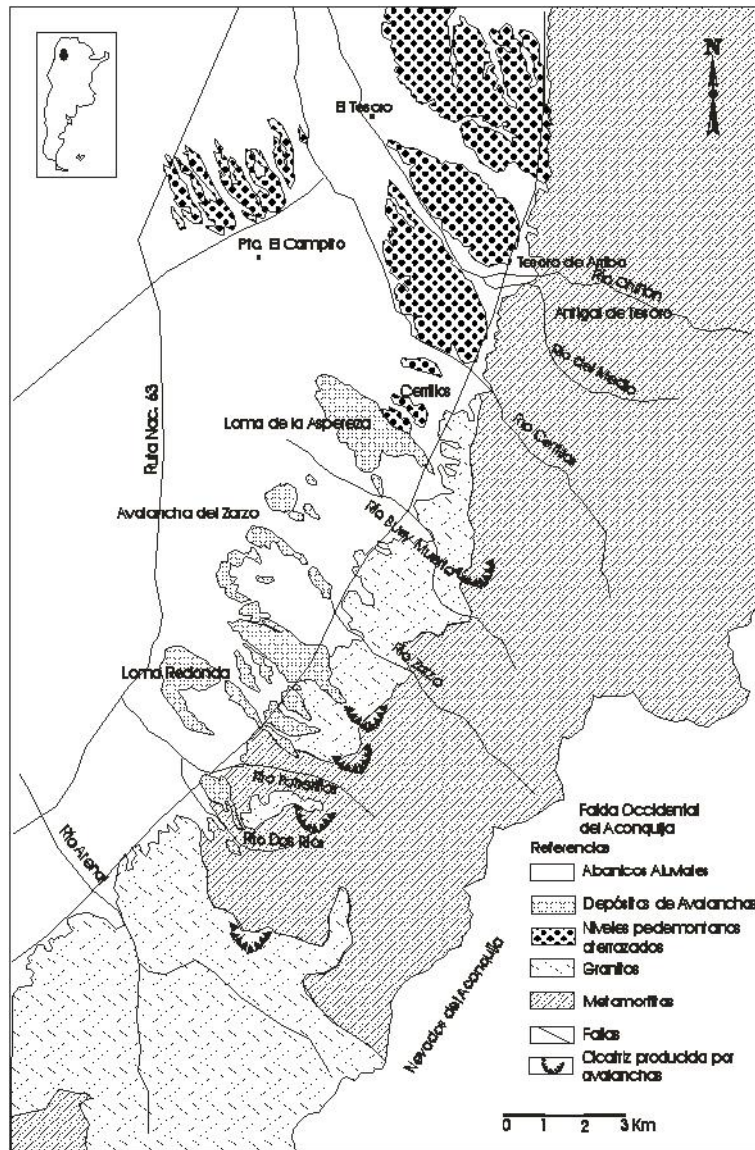 N
El Tesoro
Pto. El Campito
Tesoro de Arriba
Río Chiflón
Antigal de Tesoro
Río del Medio
Cerrillos
Río Cerrillos
Loma de la Aspereza
Ruta Nac. 63
Avalancha del Zarzo
Río Buey Muerto
Río Zarzo
Loma Redonda
Río Potrerillos
Río Dos Ríos
Río Arenal
Nevados del Aconquija
Falda Occidental
del Aconquija
Referencias
Abanicos Aluviales
Depósitos de Avalanchas
Niveles pedemontanos
aterrazados
Granitos
Metamorfitas
Fallas
Cicatriz producida por
avalanchas
0 1 2 3 Km